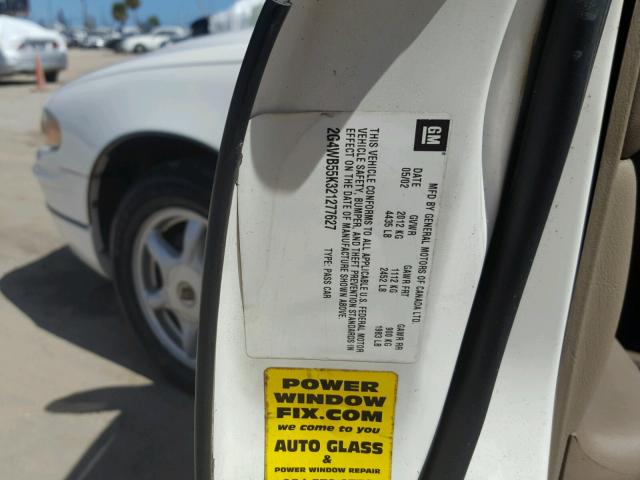 GM
MFD BY GENERAL MOTORS OF CANADA LTD.
DATE GVWR GAWR FRT GAWR RR
05/02 2012 KG 1112 KG 900 KG
4435 LB 2452 LB 1983 LB
THIS VEHICLE CONFORMS TO ALL APPLICABLE U.S. FEDERAL MOTOR
VEHICLE SAFETY, BUMPER, AND THEFT PREVENTION STANDARDS IN
EFFECT ON THE DATE OF MANUFACTURE SHOWN ABOVE.
2G4WB55K321277627 TYPE: PASS CAR
POWER
WINDOW
FIX.COM
we come to you
AUTO GLASS
&
POWER WINDOW REPAIR